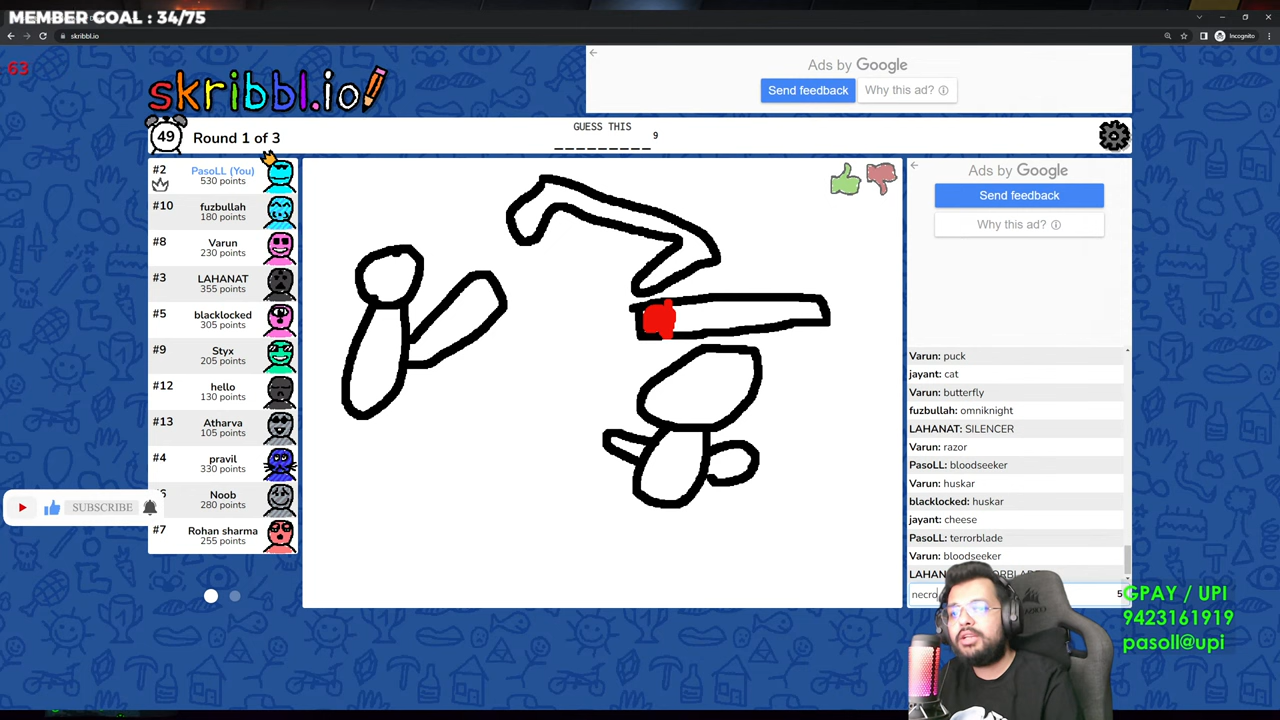 MEMBER GOAL : 34/75
skribbl.io
Incognito
63
skribbl.io
Ads by Google
Send feedback
Why this ad?
49
Round 1 of 3
GUESS THIS
_________ 9
#2
PasoLL (You)
530 points
#10
fuzbullah
180 points
#8
Varun
230 points
#3
LAHANAT
355 points
#5
blacklocked
305 points
#9
Styx
205 points
#12
hello
130 points
#13
Atharva
105 points
#4
pravil
330 points
Noob
280 points
#7
Rohan sharma
255 points
SUBSCRIBE
Ads by Google
Send feedback
Why this ad?
Varun: puck
jayant: cat
Varun: butterfly
fuzbullah: omniknight
LAHANAT: SILENCER
Varun: razor
PasoLL: bloodseeker
Varun: huskar
blacklocked: huskar
jayant: cheese
PasoLL: terrorblade
Varun: bloodseeker
necro
5
GPAY / UPI
9423161919
pasoll@upi